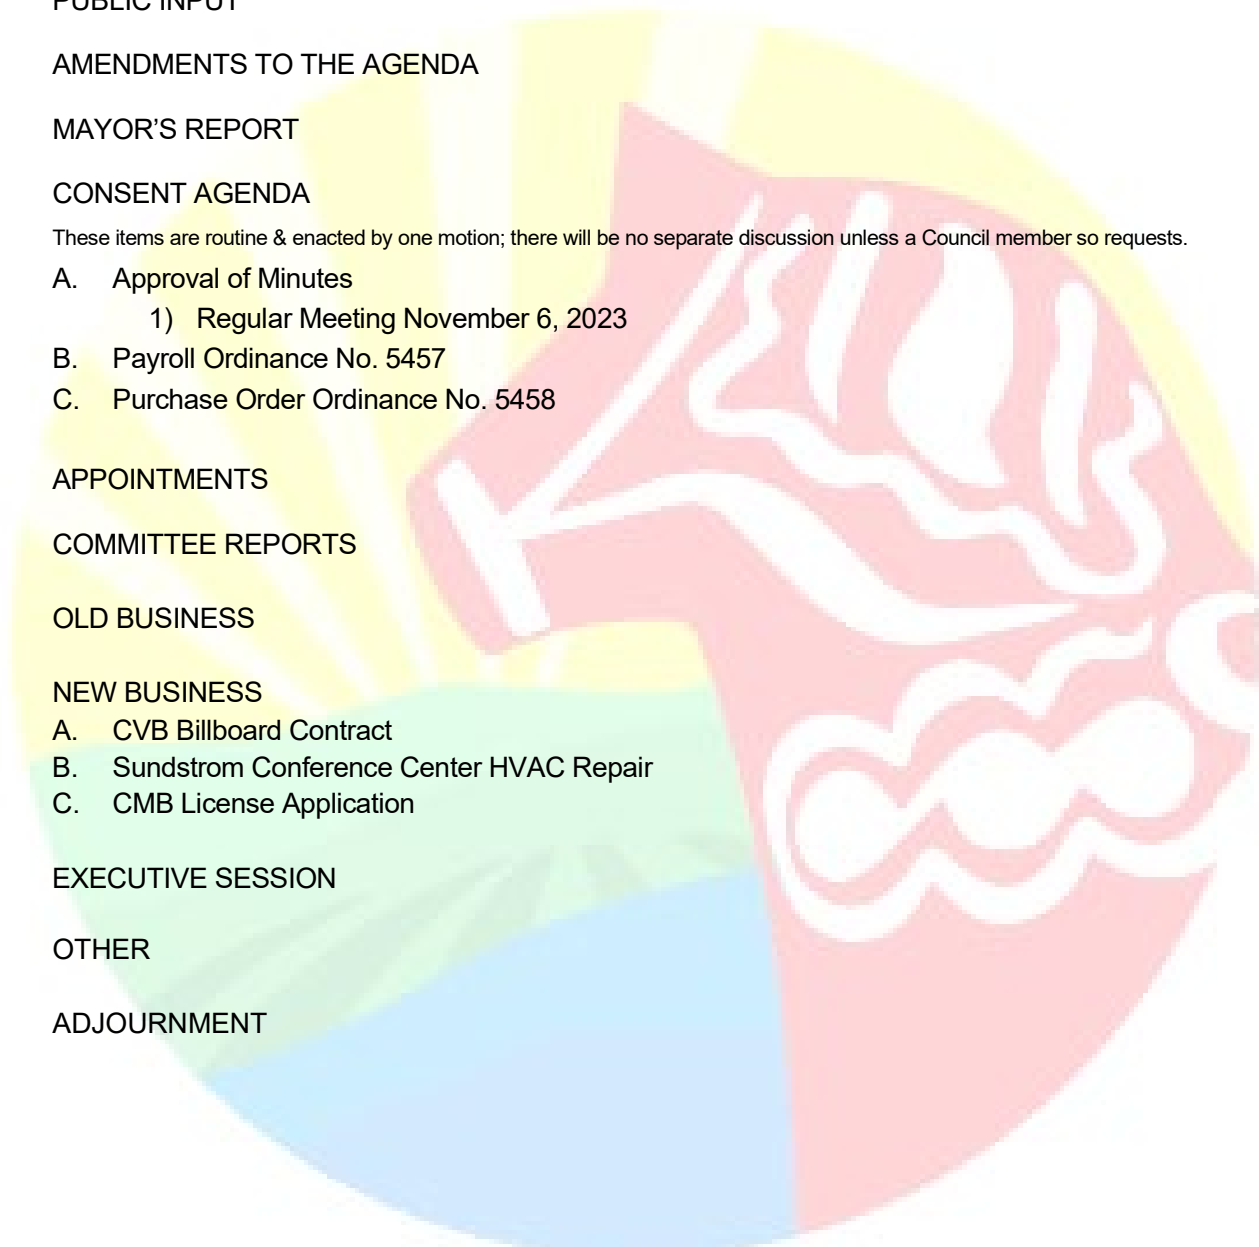 PUBLIC INPUT
AMENDMENTS TO THE AGENDA
MAYOR’S REPORT
CONSENT AGENDA
These items are routine & enacted by one motion; there will be no separate discussion unless a Council member so requests.
A. Approval of Minutes
1) Regular Meeting November 6, 2023
B. Payroll Ordinance No. 5457
C. Purchase Order Ordinance No. 5458
APPOINTMENTS
COMMITTEE REPORTS
OLD BUSINESS
NEW BUSINESS
A. CVB Billboard Contract
B. Sundstrom Conference Center HVAC Repair
C. CMB License Application
EXECUTIVE SESSION
OTHER
ADJOURNMENT